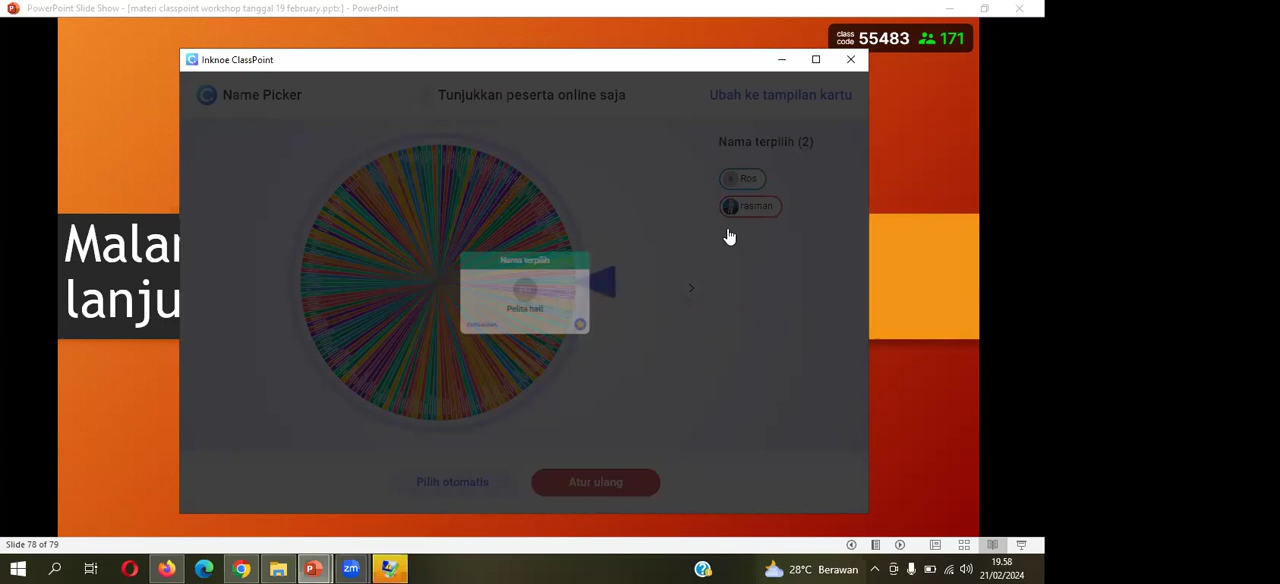 PowerPoint Slide Show - [materi classpoint workshop tanggal 19 february.pptx - PowerPoint
class code 55483 171
Inknoe ClassPoint
Name Picker
Tunjukkan peserta online saja
Ubah ke tampilan kartu
Nama terpilih (2)
Ros
rasman
Malan
lanju
Nama terpilih
Pelita hati
Pilih otomatis
Atur ulang
Slide 78 of 79
zm
28°C Berawan
19.58
21/02/2024